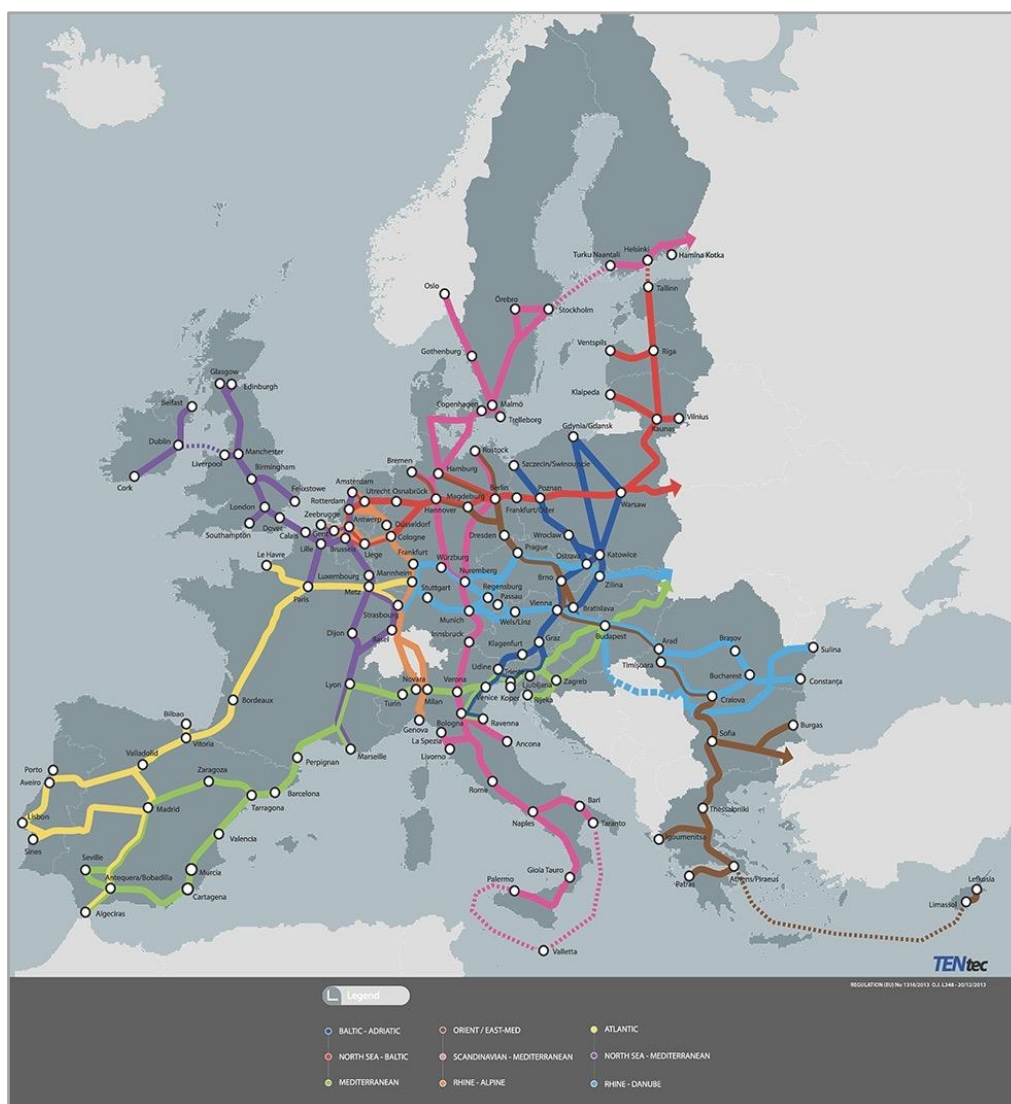 Oslo
Örebro
Stockholm
Turku Naantali
Helsinki
Hamina Kotka
Tallinn
Gothenburg
Ventspils
Riga
Klaipeda
Vilnius
Kaunas
Glasgow
Edinburgh
Belfast
Dublin
Cork
Liverpool
Manchester
Birmingham
Felixstowe
London
Southampton
Dover
Calais
Copenhagen
Malmö
Trelleborg
Gdynia/Gdansk
Rostock
Szczecin/Swinoujscie
Bremen
Hamburg
Amsterdam
Rotterdam
Utrecht
Osnabrück
Hannover
Magdeburg
Berlin
Frankfurt/Oder
Poznan
Warsaw
Zeebrugge
Antwerp
Düsseldorf
Cologne
Lille
Brussels
Liège
Dresden
Wrocław
Katowice
Ostrava
Prague
Le Havre
Paris
Luxembourg
Metz
Mannheim
Frankfurt
Würzburg
Nuremberg
Regensburg
Passau
Stuttgart
Strasbourg
Munich
Wels/Linz
Vienna
Brno
Zilina
Bratislava
Budapest
Dijon
Basel
Innsbruck
Klagenfurt
Graz
Udine
Lyon
Turin
Novara
Milan
Verona
Venice
Trieste
Koper
Ljubljana
Rijeka
Zagreb
Arad
Timișoara
Brașov
Bucharest
Craiova
Sulina
Constanța
Bordeaux
Bilbao
Vitoria
Valladolid
Porto
Aveiro
Lisbon
Sines
Madrid
Zaragoza
Tarragona
Barcelona
Perpignan
Marseille
Valencia
Murcia
Cartagena
Seville
Antequera/Bobadilla
Algeciras
Genova
La Spezia
Livorno
Bologna
Ravenna
Ancona
Rome
Naples
Bari
Taranto
Gioia Tauro
Palermo
Valletta
Sofia
Burgas
Thessaloniki
Igoumenitsa
Patras
Athens/Piraeus
Lefkosia
Limassol
TENtec
REGULATION (EU) No 1316/2013 O.J. L348 - 20/12/2013
Legend
BALTIC - ADRIATIC
ORIENT / EAST-MED
ATLANTIC
NORTH SEA - BALTIC
SCANDINAVIAN - MEDITERRANEAN
NORTH SEA - MEDITERRANEAN
MEDITERRANEAN
RHINE - ALPINE
RHINE - DANUBE